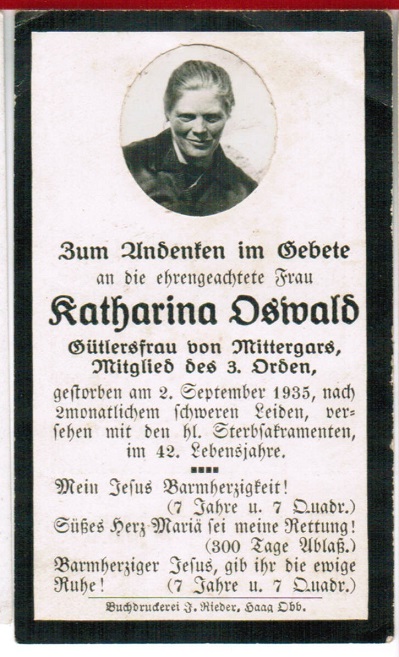 Zum Andenken im Gebete
an die ehrengeachtete Frau
Katharina Oswald
Gütlersfrau von Mittergars,
Mitglied des 3. Orden,
gestorben am 2. September 1935, nach
2monatlichem schweren Leiden, ver-
sehen mit den hl. Sterbsakramenten,
im 42. Lebensjahre.
Mein Jesus Barmherzigkeit!
(7 Jahre u. 7 Quadr.)
Süßes Herz Mariä sei meine Rettung!
(300 Tage Ablaß.)
Barmherziger Jesus, gib ihr die ewige
Ruhe! (7 Jahre u. 7 Quadr.)
Buchdruckerei J. Rieder, Haag Obb.